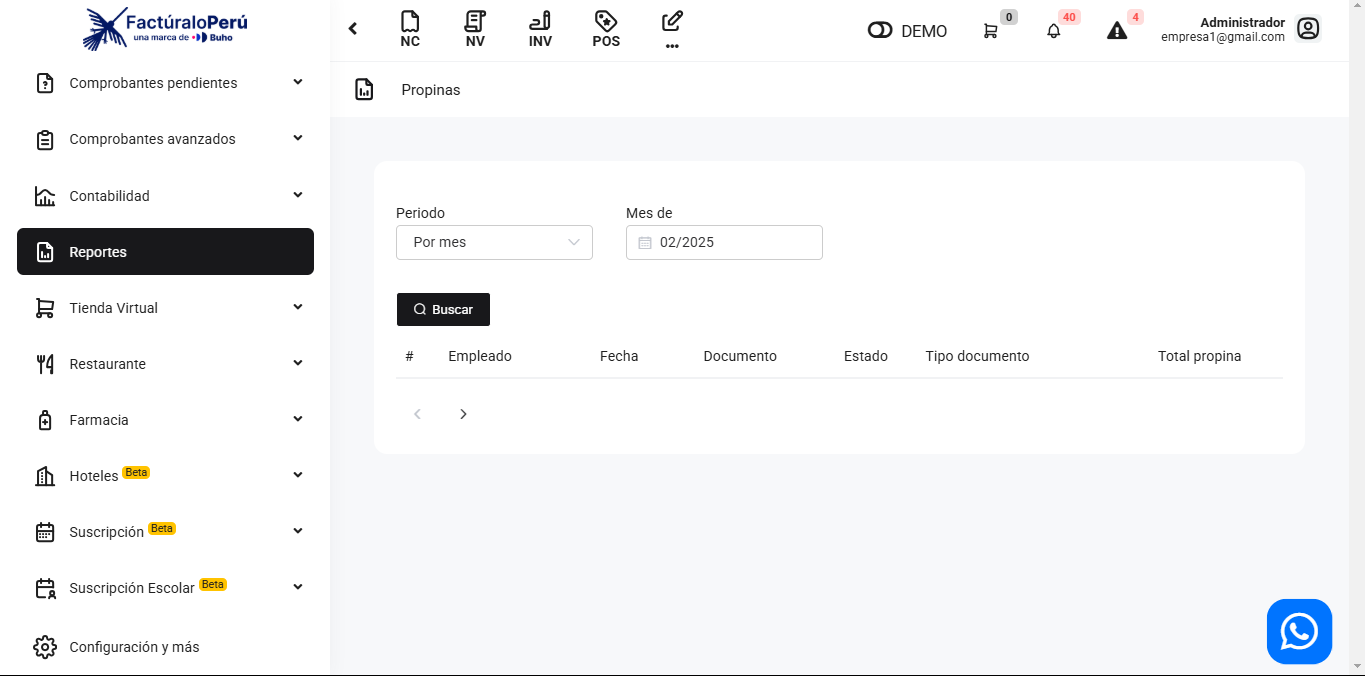 FactúraloPerú
una marca de Buho
NC
NV
INV
POS
...
DEMO
0
40
4
Administrador
empresa1@gmail.com
Comprobantes pendientes
Comprobantes avanzados
Contabilidad
Reportes
Tienda Virtual
Restaurante
Farmacia
Hoteles Beta
Suscripción Beta
Suscripción Escolar Beta
Configuración y más
Propinas
Periodo
Mes de
Por mes
02/2025
Buscar
# Empleado Fecha Documento Estado Tipo documento Total propina